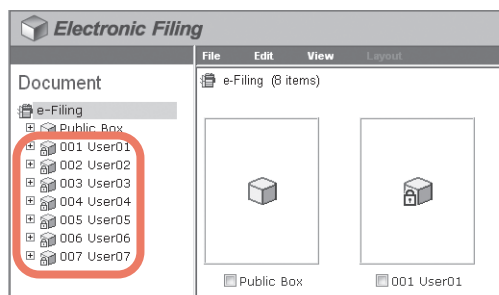 Electronic Filing
File Edit View Layout
Document
e-Filing (8 items)
e-Filing
Public Box
001 User01
002 User02
003 User03
004 User04
005 User05
006 User06
007 User07
Public Box
001 User01